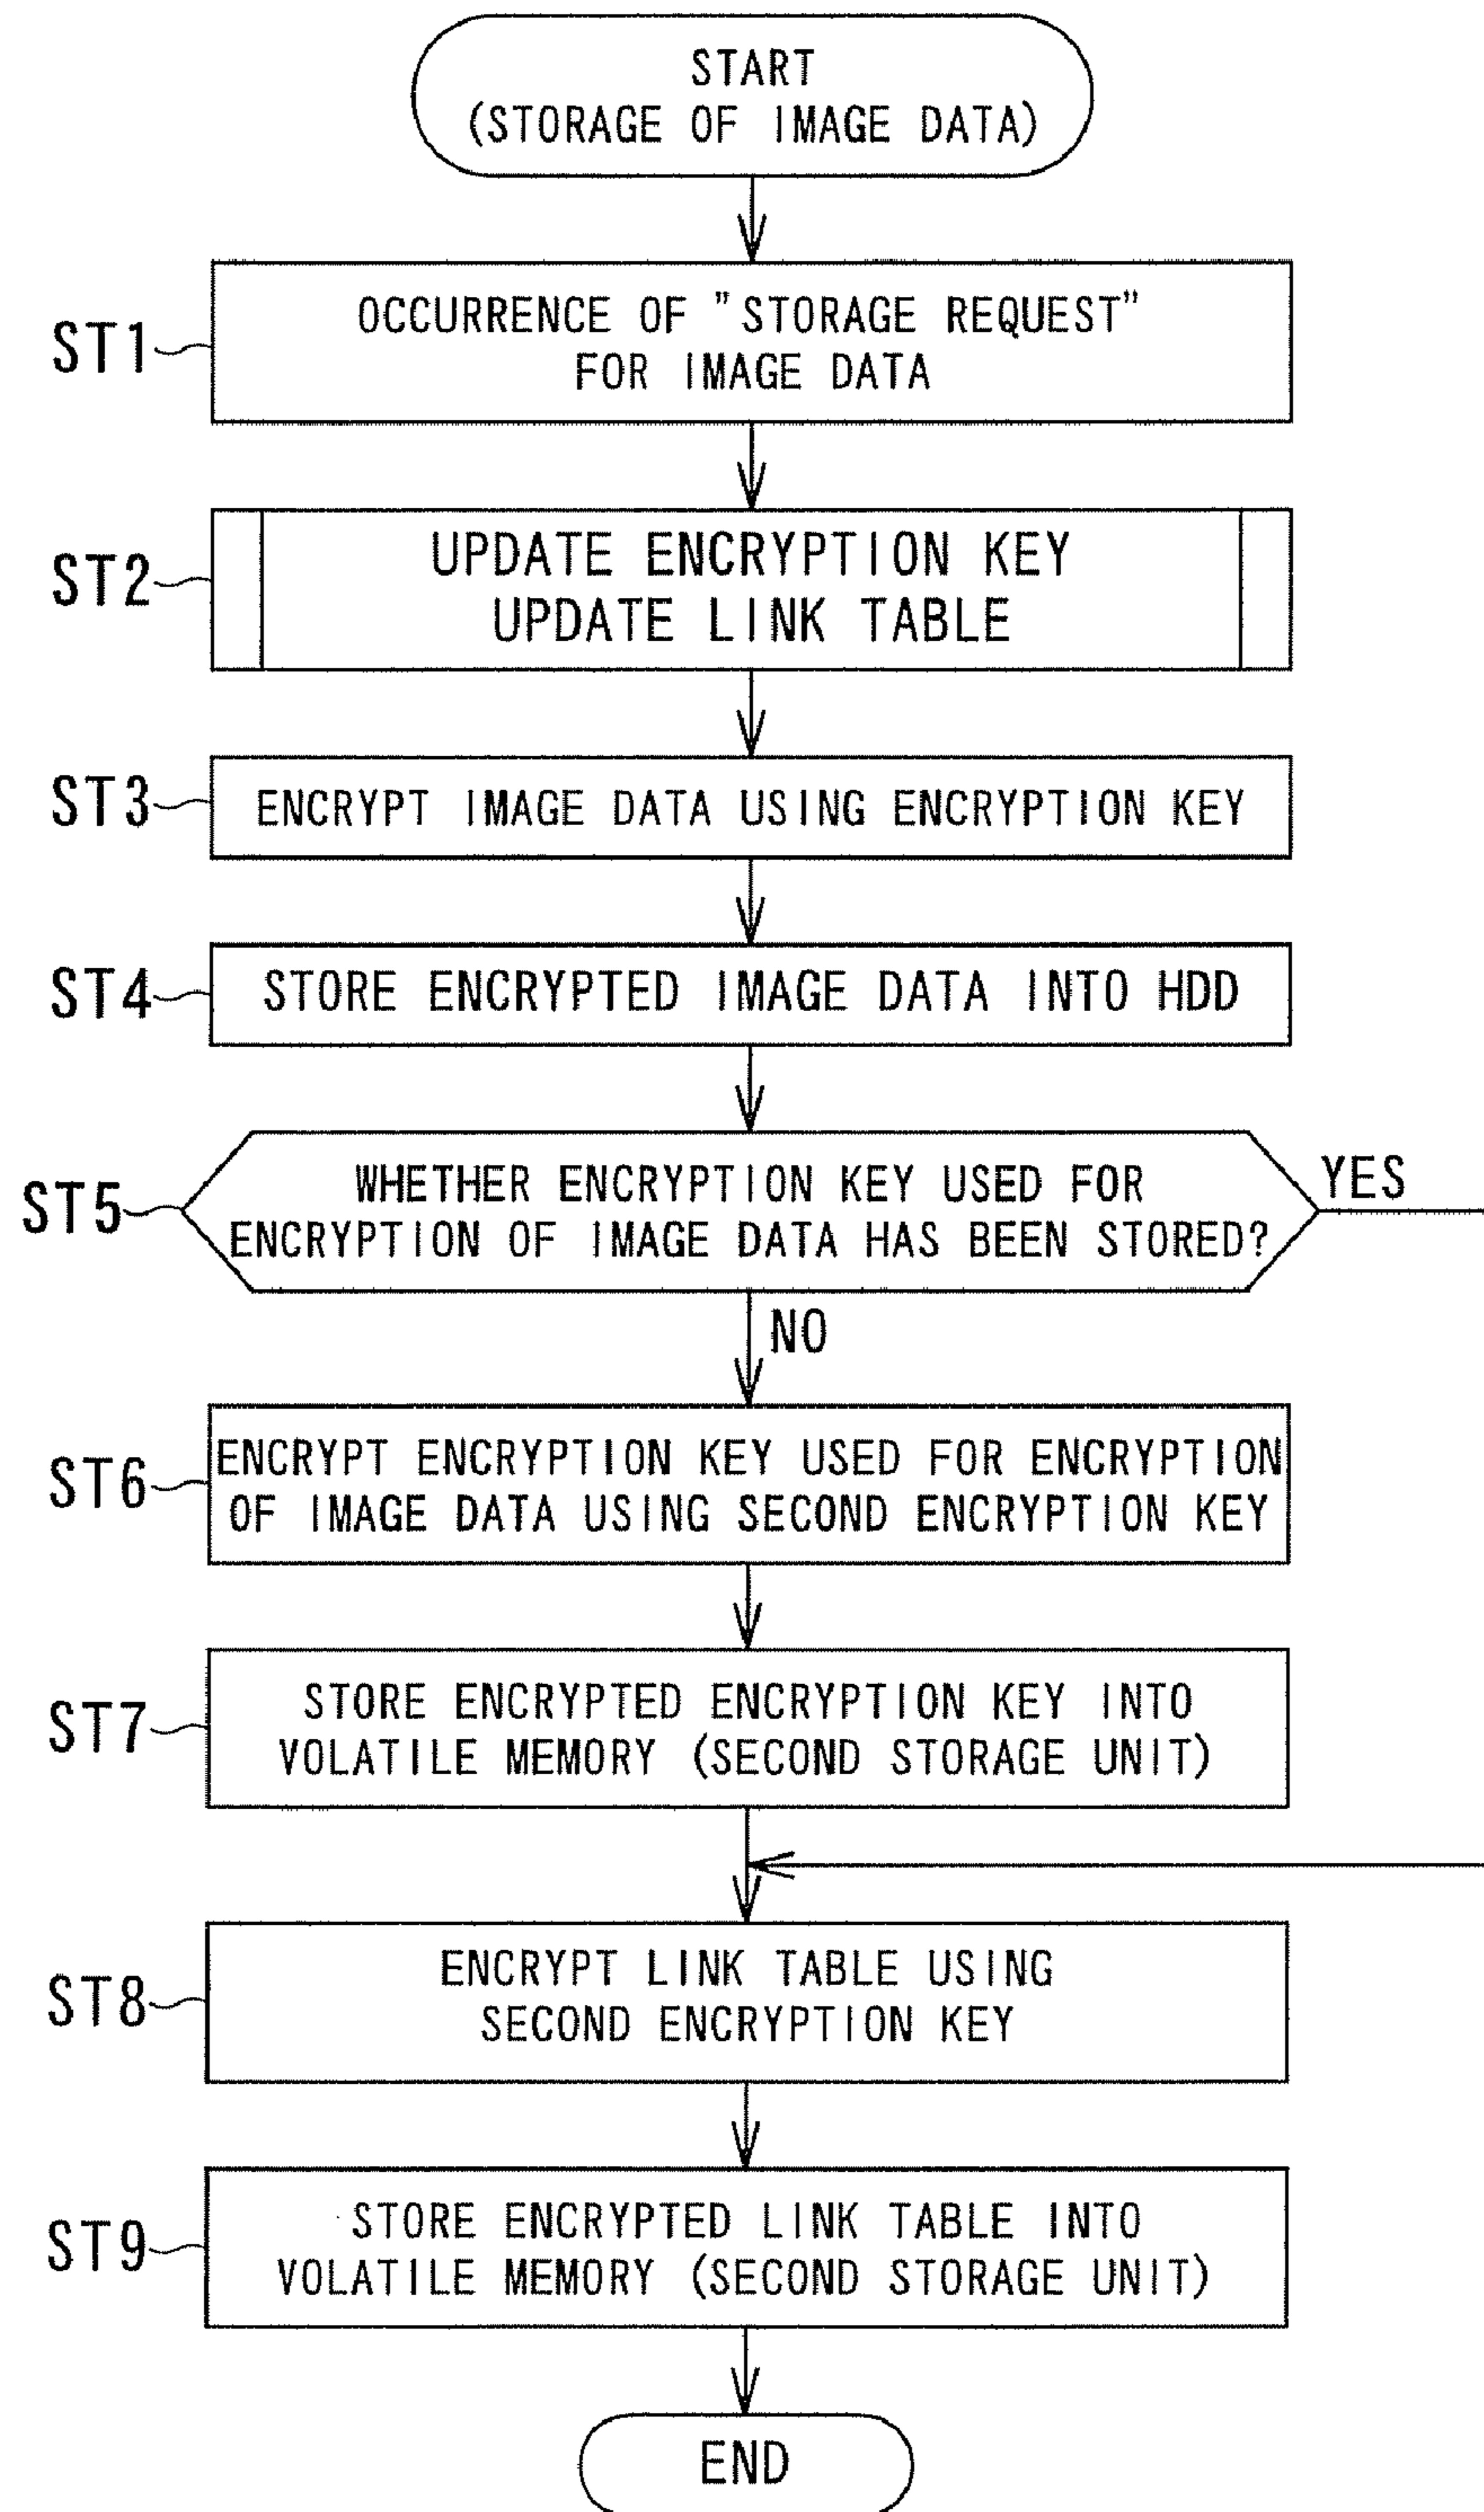 START
(STORAGE OF IMAGE DATA)
ST1
OCCURRENCE OF "STORAGE REQUEST"
FOR IMAGE DATA
ST2
UPDATE ENCRYPTION KEY
UPDATE LINK TABLE
ST3
ENCRYPT IMAGE DATA USING ENCRYPTION KEY
ST4
STORE ENCRYPTED IMAGE DATA INTO HDD
ST5
WHETHER ENCRYPTION KEY USED FOR
ENCRYPTION OF IMAGE DATA HAS BEEN STORED?
YES
NO
ST6
ENCRYPT ENCRYPTION KEY USED FOR ENCRYPTION
OF IMAGE DATA USING SECOND ENCRYPTION KEY
ST7
STORE ENCRYPTED ENCRYPTION KEY INTO
VOLATILE MEMORY (SECOND STORAGE UNIT)
ST8
ENCRYPT LINK TABLE USING
SECOND ENCRYPTION KEY
ST9
STORE ENCRYPTED LINK TABLE INTO
VOLATILE MEMORY (SECOND STORAGE UNIT)
END